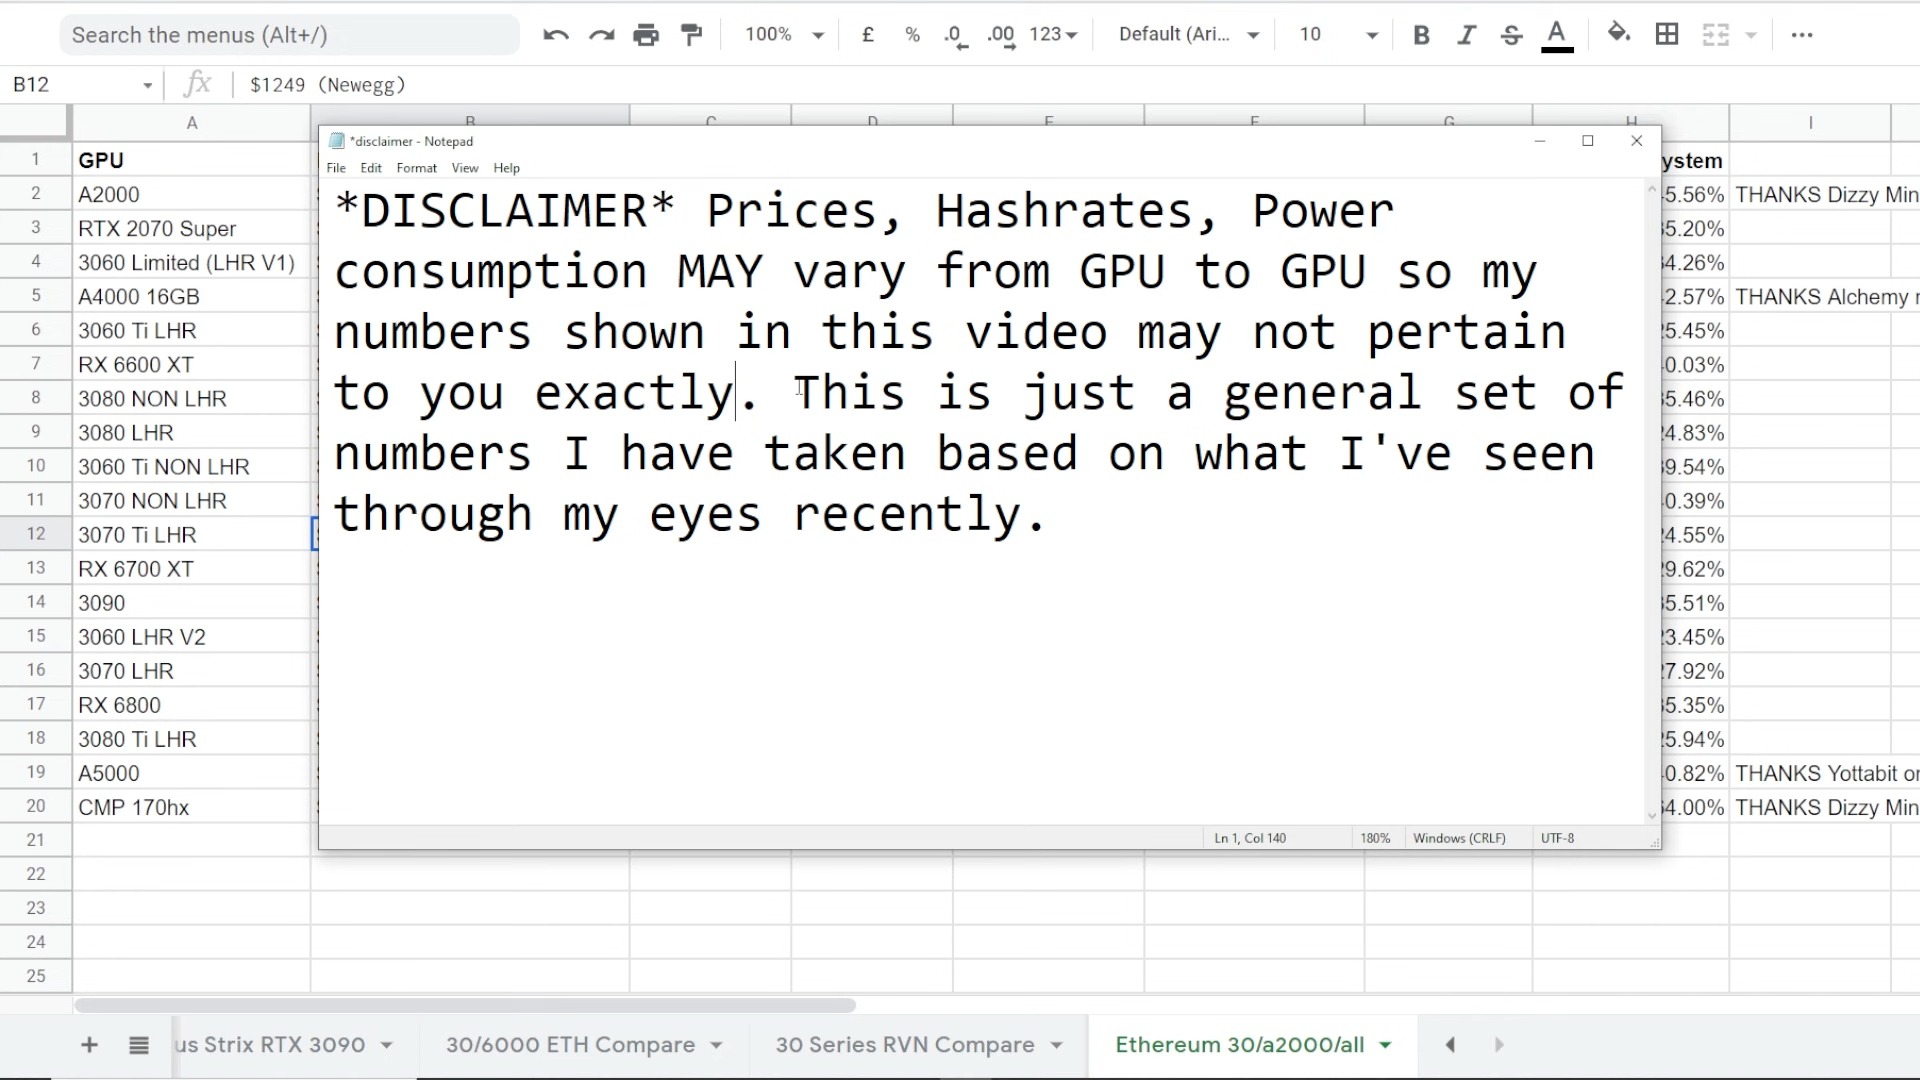 Search the menus (Alt+/)
100%
£
%
.0
.00
123
Default (Ari...
10
B
I
S
A
B12
fx
$1249 (Newegg)
A
I
*disclaimer - Notepad
File Edit Format View Help
*DISCLAIMER* Prices, Hashrates, Power
consumption MAY vary from GPU to GPU so my
numbers shown in this video may not pertain
to you exactly. This is just a general set of
numbers I have taken based on what I've seen
through my eyes recently.
Ln 1, Col 140
180%
Windows (CRLF)
UTF-8
1 GPU ystem
2 A2000 5.56% THANKS Dizzy Min
3 RTX 2070 Super 5.20%
4 3060 Limited (LHR V1) 4.26%
5 A4000 16GB 2.57% THANKS Alchemy
6 3060 Ti LHR 5.45%
7 RX 6600 XT 0.03%
8 3080 NON LHR 5.46%
9 3080 LHR 4.83%
10 3060 Ti NON LHR 9.54%
11 3070 NON LHR 0.39%
12 3070 Ti LHR 4.55%
13 RX 6700 XT 9.62%
14 3090 5.51%
15 3060 LHR V2 3.45%
16 3070 LHR 7.92%
17 RX 6800 5.35%
18 3080 Ti LHR 5.94%
19 A5000 0.82% THANKS Yottabit
20 CMP 170hx 4.00% THANKS Dizzy Min
21
22
23
24
25
us Strix RTX 3090
30/6000 ETH Compare
30 Series RVN Compare
Ethereum 30/a2000/all